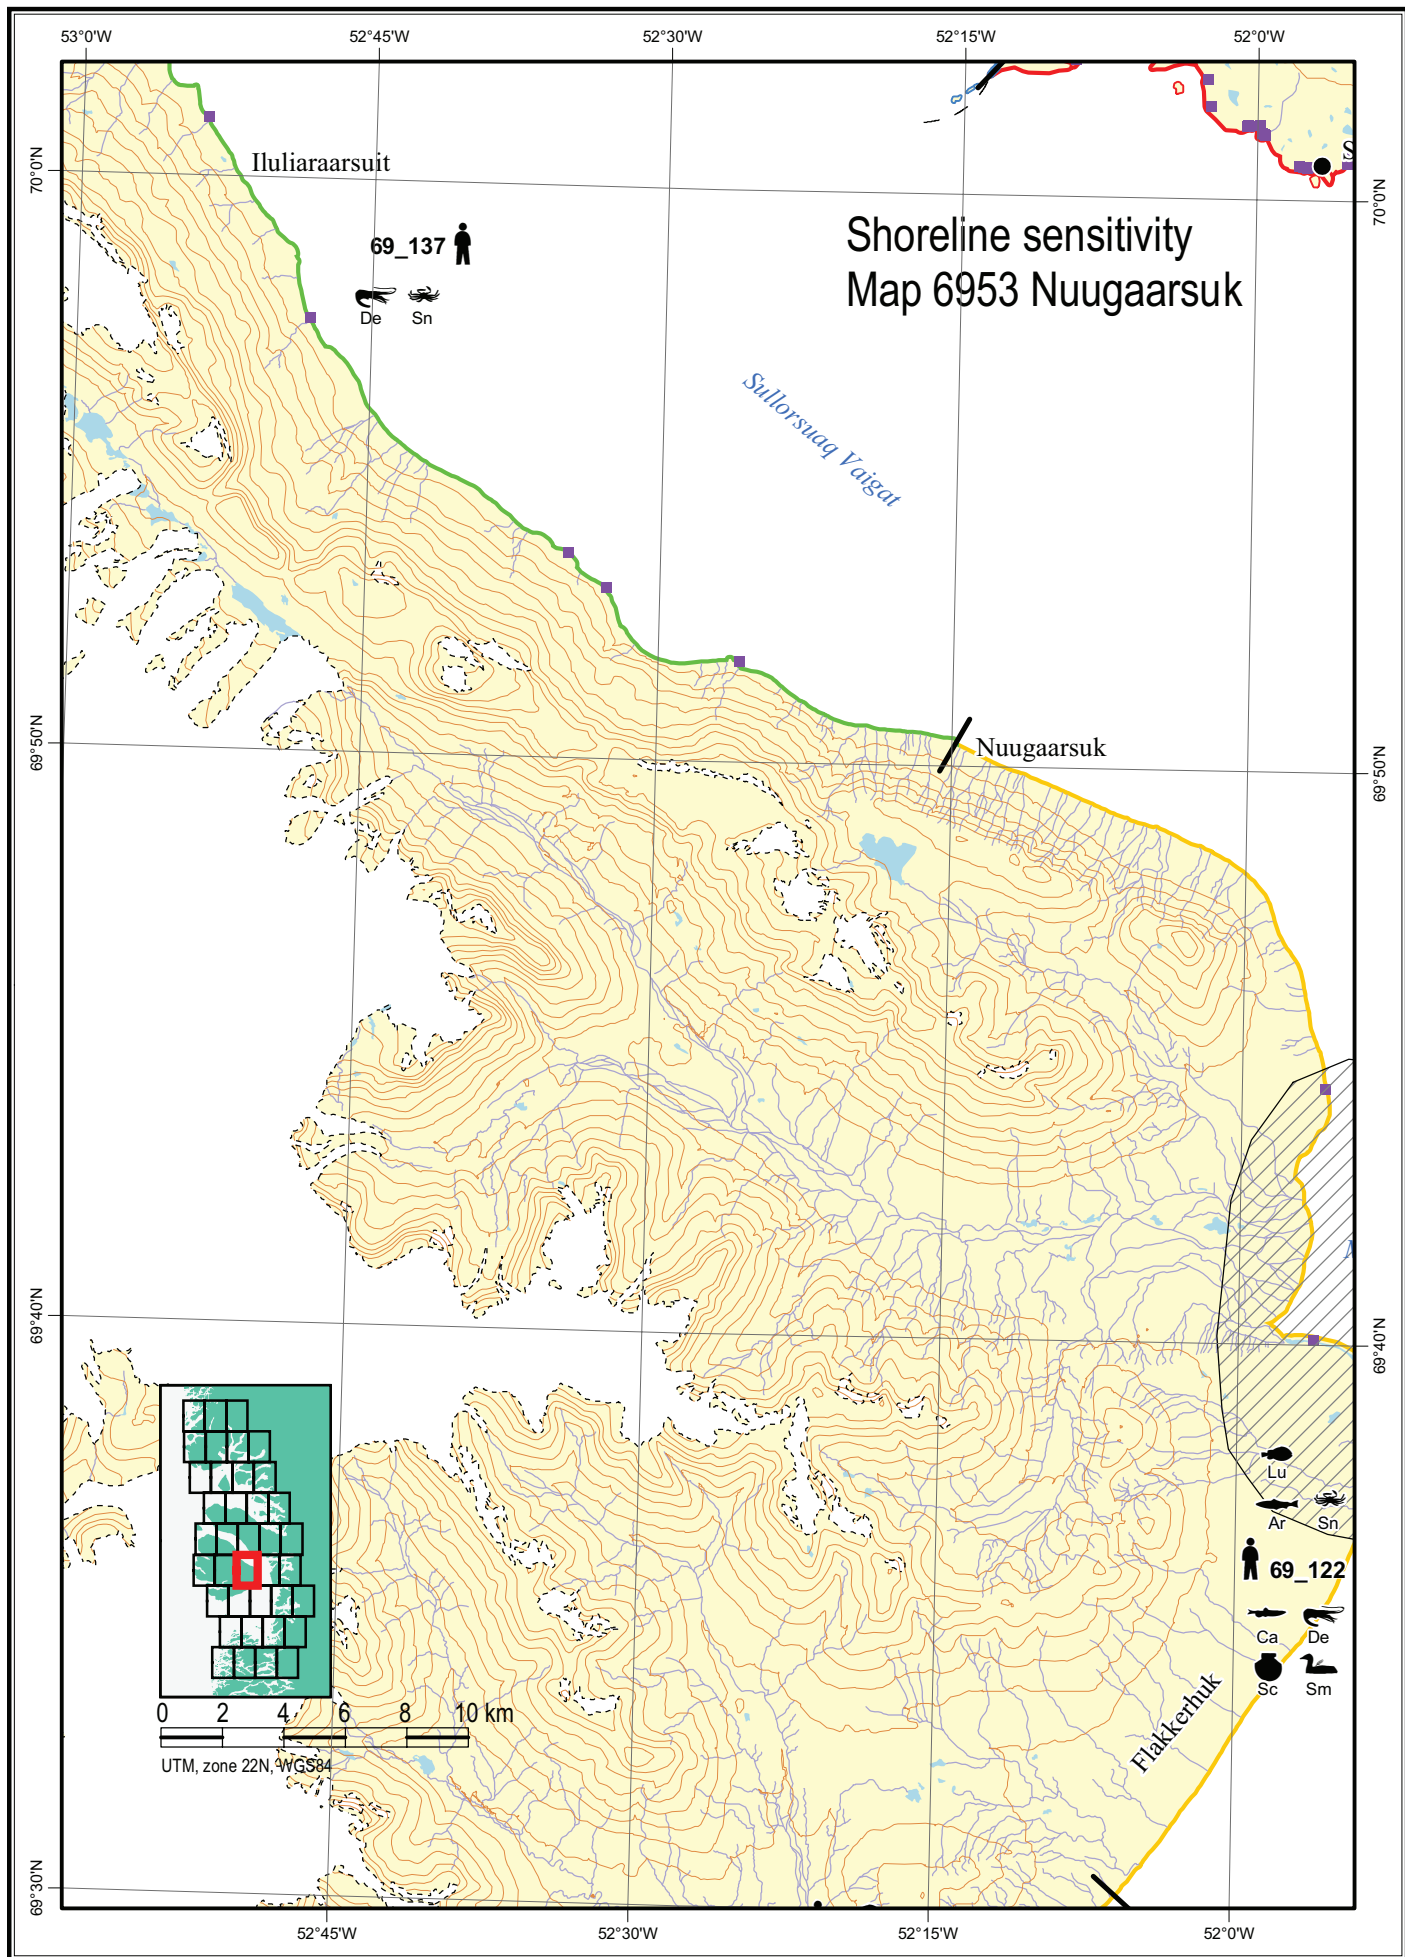 53°0'W 52°45'W 52°30'W 52°15'W 52°0'W
70°0'N
Iluliaraarsuit
S
70°0'N
Shoreline sensitivity
Map 6953 Nuugaarsuk
69_137
De Sn
Sullorsuaq Vaigat
69°50'N
Nuugaarsuk
69°50'N
69°40'N
69°40'N
Lu
Ar Sn
69_122
Ca De
Sc Sm
Flakkerhuk
0 2 4 6 8 10 km
UTM, zone 22N, WGS84
69°30'N
52°45'W 52°30'W 52°15'W 52°0'W